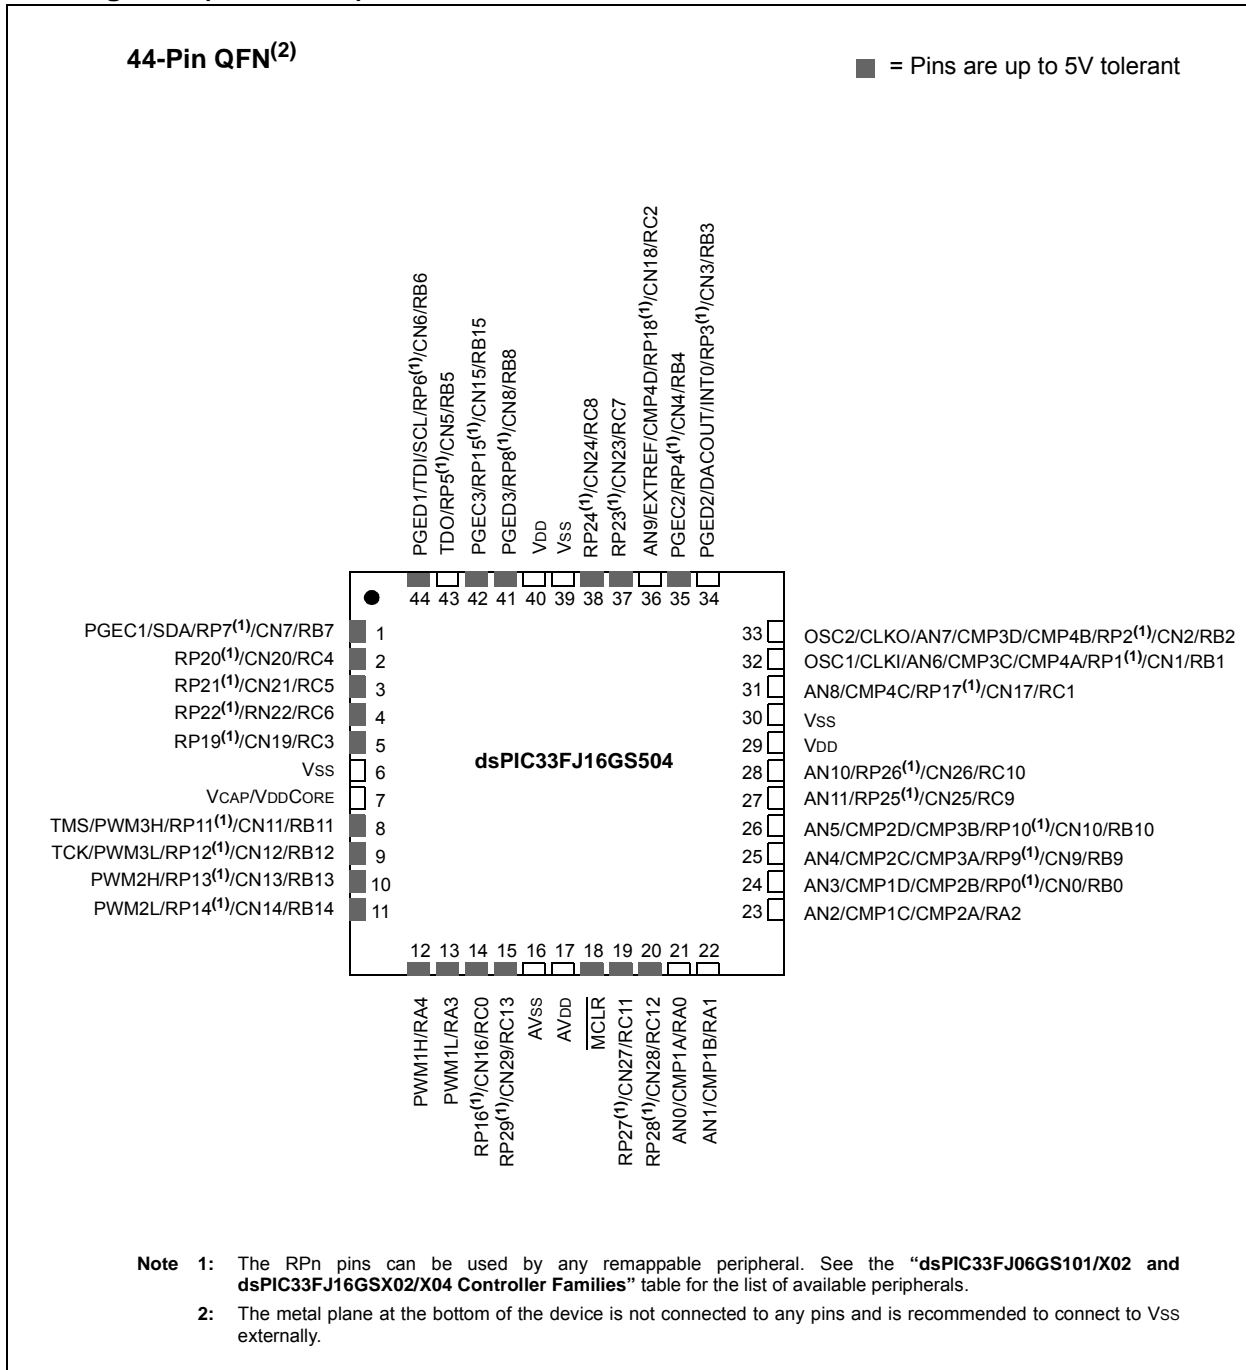 44-Pin QFN(2)
= Pins are up to 5V tolerant
PGED1/TDI/SCL/RP6(1)/CN6/RB6
TDO/RP5(1)/CN5/RB5
PGEC3/RP15(1)/CN15/RB15
PGED3/RP8(1)/CN8/RB8
VDD
VSS
RP24(1)/CN24/RC8
RP23(1)/CN23/RC7
AN9/EXTREF/CMP4D/RP18(1)/CN18/RC2
PGEC2/RP4(1)/CN4/RB4
PGED2/DACOUT/INT0/RP3(1)/CN3/RB3
44 43 42 41 40 39 38 37 36 35 34
PGEC1/SDA/RP7(1)/CN7/RB7 1
RP20(1)/CN20/RC4 2
RP21(1)/CN21/RC5 3
RP22(1)/RN22/RC6 4
RP19(1)/CN19/RC3 5
VSS 6
VCAP/VDDCORE 7
TMS/PWM3H/RP11(1)/CN11/RB11 8
TCK/PWM3L/RP12(1)/CN12/RB12 9
PWM2H/RP13(1)/CN13/RB13 10
PWM2L/RP14(1)/CN14/RB14 11
dsPIC33FJ16GS504
33 OSC2/CLKO/AN7/CMP3D/CMP4B/RP2(1)/CN2/RB2
32 OSC1/CLKI/AN6/CMP3C/CMP4A/RP1(1)/CN1/RB1
31 AN8/CMP4C/RP17(1)/CN17/RC1
30 VSS
29 VDD
28 AN10/RP26(1)/CN26/RC10
27 AN11/RP25(1)/CN25/RC9
26 AN5/CMP2D/CMP3B/RP10(1)/CN10/RB10
25 AN4/CMP2C/CMP3A/RP9(1)/CN9/RB9
24 AN3/CMP1D/CMP2B/RP0(1)/CN0/RB0
23 AN2/CMP1C/CMP2A/RA2
12 13 14 15 16 17 18 19 20 21 22
PWM1H/RA4
PWM1L/RA3
RP16(1)/CN16/RC0
RP29(1)/CN29/RC13
AVSS
AVDD
MCLR
RP27(1)/CN27/RC11
RP28(1)/CN28/RC12
AN0/CMP1A/RA0
AN1/CMP1B/RA1
Note 1: The RPn pins can be used by any remappable peripheral. See the "dsPIC33FJ06GS101/X02 and
dsPIC33FJ16GSX02/X04 Controller Families" table for the list of available peripherals.
2: The metal plane at the bottom of the device is not connected to any pins and is recommended to connect to VSS
externally.